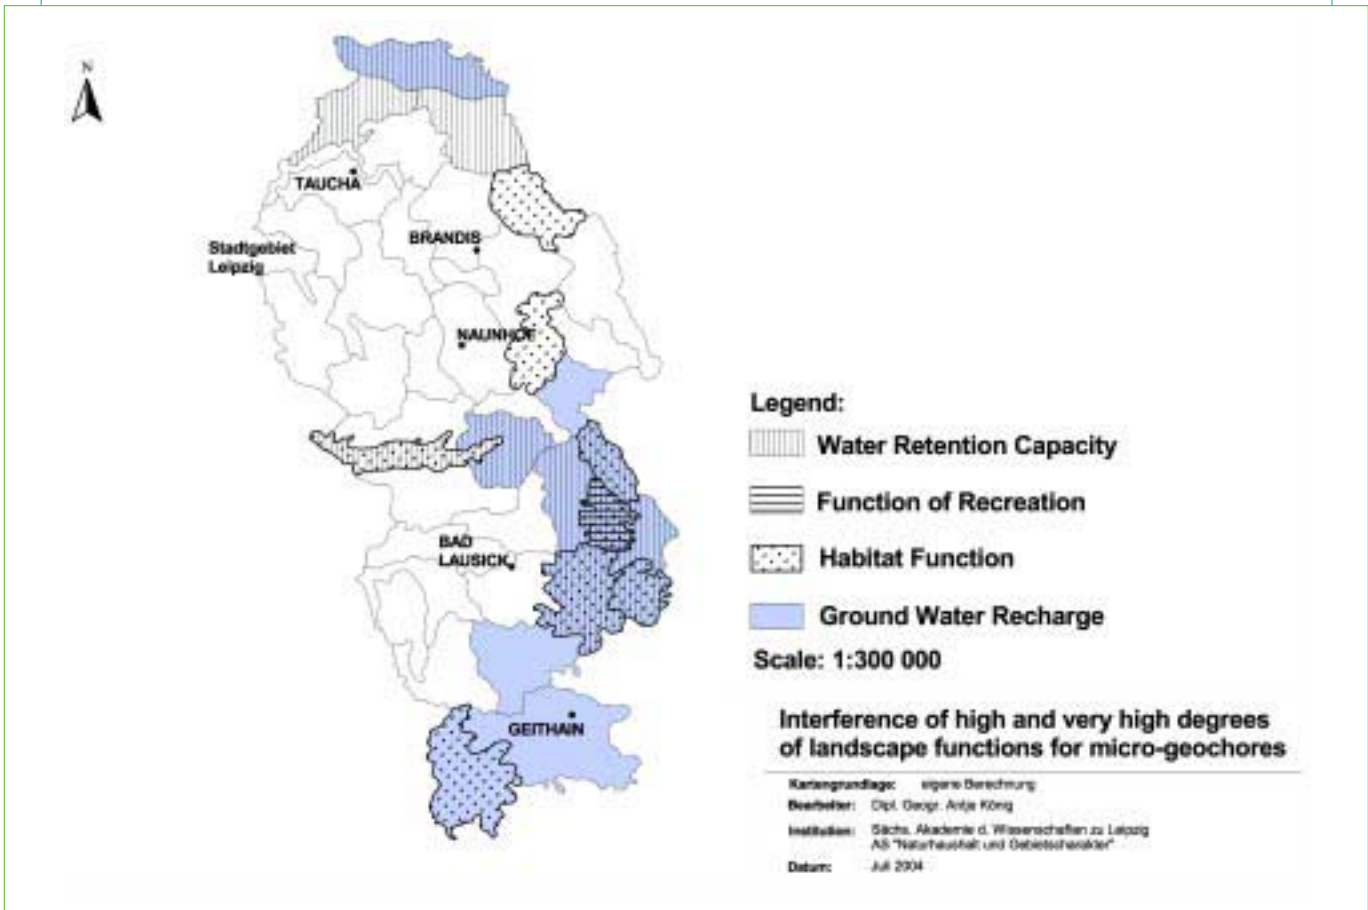 N
TAUCHA
BRANDIS
Stadtgebiet
Leipzig
NAUNHOF
BAD
LAUSICK
GEITHAIN
Legend:
Water Retention Capacity
Function of Recreation
Habitat Function
Ground Water Recharge
Scale: 1:300 000
Interference of high and very high degrees
of landscape functions for micro-geochores
Kartengrundlage: eigene Berechnung
Bearbeiter: Dipl. Geogr. Antje König
Institution: Sächs. Akademie d. Wissenschaften zu Leipzig
AS "Naturhaushalt und Gebietscharakter"
Datum: Juli 2004